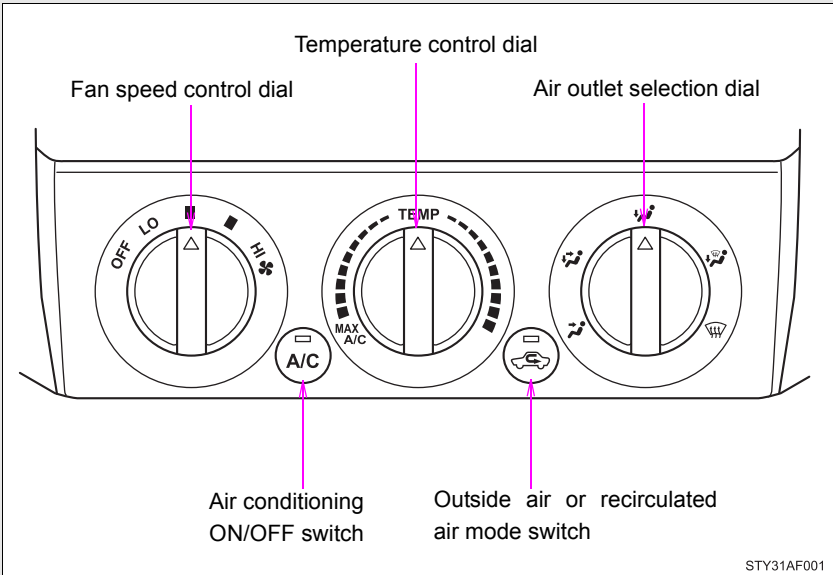 Temperature control dial
Fan speed control dial
Air outlet selection dial
OFF
LO
HI
TEMP
MAX
A/C
A/C
Air conditioning
ON/OFF switch
Outside air or recirculated
air mode switch
STY31AF001